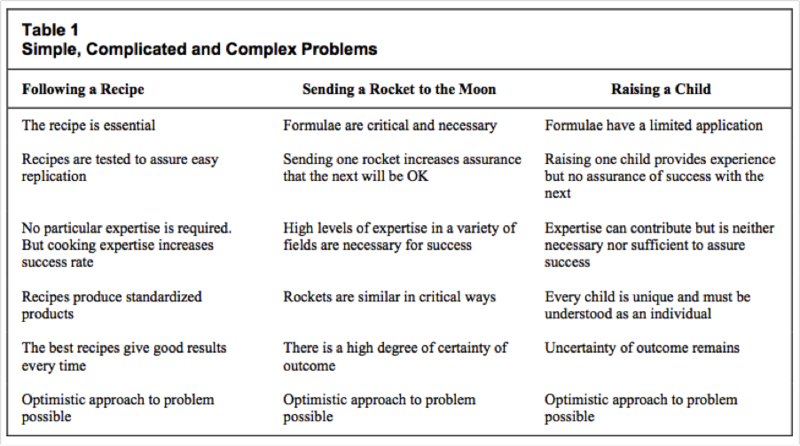 Table 1
Simple, Complicated and Complex Problems
Following a Recipe
Sending a Rocket to the Moon
Raising a Child
The recipe is essential
Formulae are critical and necessary
Formulae have a limited application
Recipes are tested to assure easy
replication
Sending one rocket increases assurance
that the next will be OK
Raising one child provides experience
but no assurance of success with the
next
No particular expertise is required.
But cooking expertise increases
success rate
High levels of expertise in a variety of
fields are necessary for success
Expertise can contribute but is neither
necessary nor sufficient to assure
success
Recipes produce standardized
products
Rockets are similar in critical ways
Every child is unique and must be
understood as an individual
The best recipes give good results
every time
There is a high degree of certainty of
outcome
Uncertainty of outcome remains
Optimistic approach to problem
possible
Optimistic approach to problem
possible
Optimistic approach to problem
possible